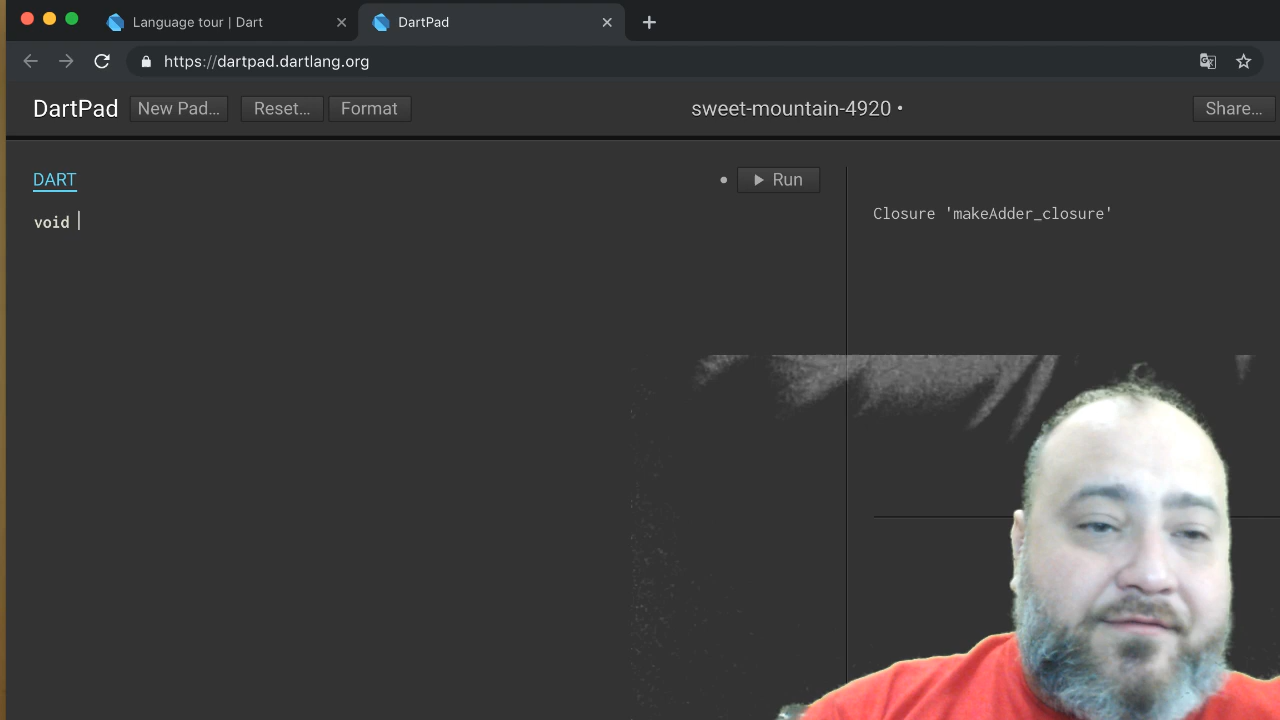 Language tour | Dart
DartPad
https://dartpad.dartlang.org
DartPad New Pad... Reset... Format sweet-mountain-4920 • Share...
DART
Run
void
Closure 'makeAdder_closure'